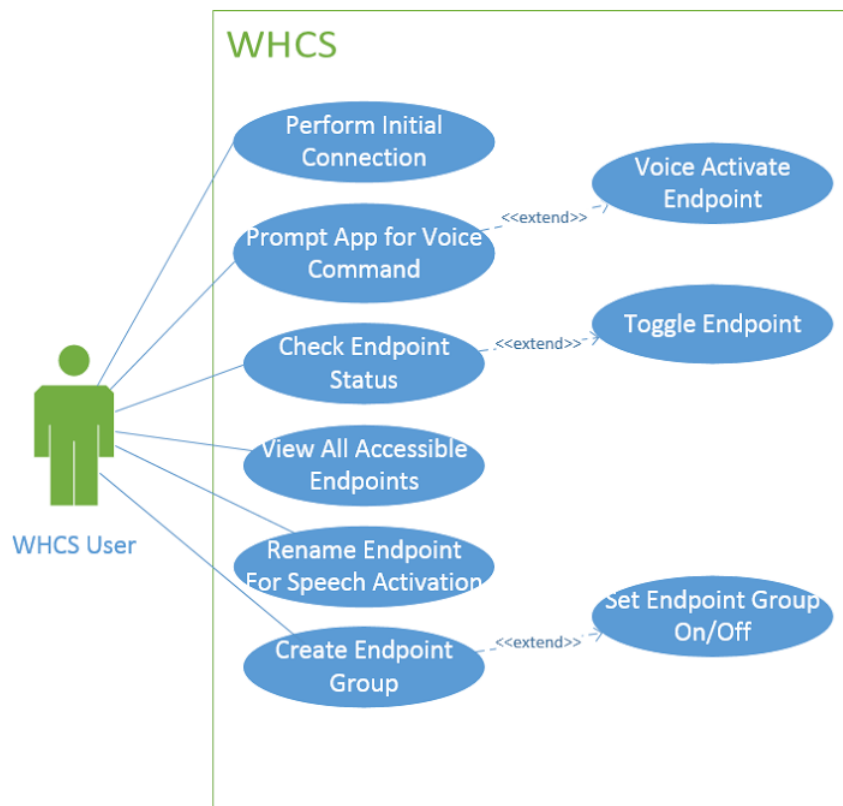 WHCS
Perform Initial
Connection
Voice Activate
Endpoint
<<extend>>
Prompt App for Voice
Command
Toggle Endpoint
<<extend>>
Check Endpoint
Status
View All Accessible
Endpoints
WHCS User
Rename Endpoint
For Speech Activation
Set Endpoint Group
On/Off
<<extend>>
Create Endpoint
Group